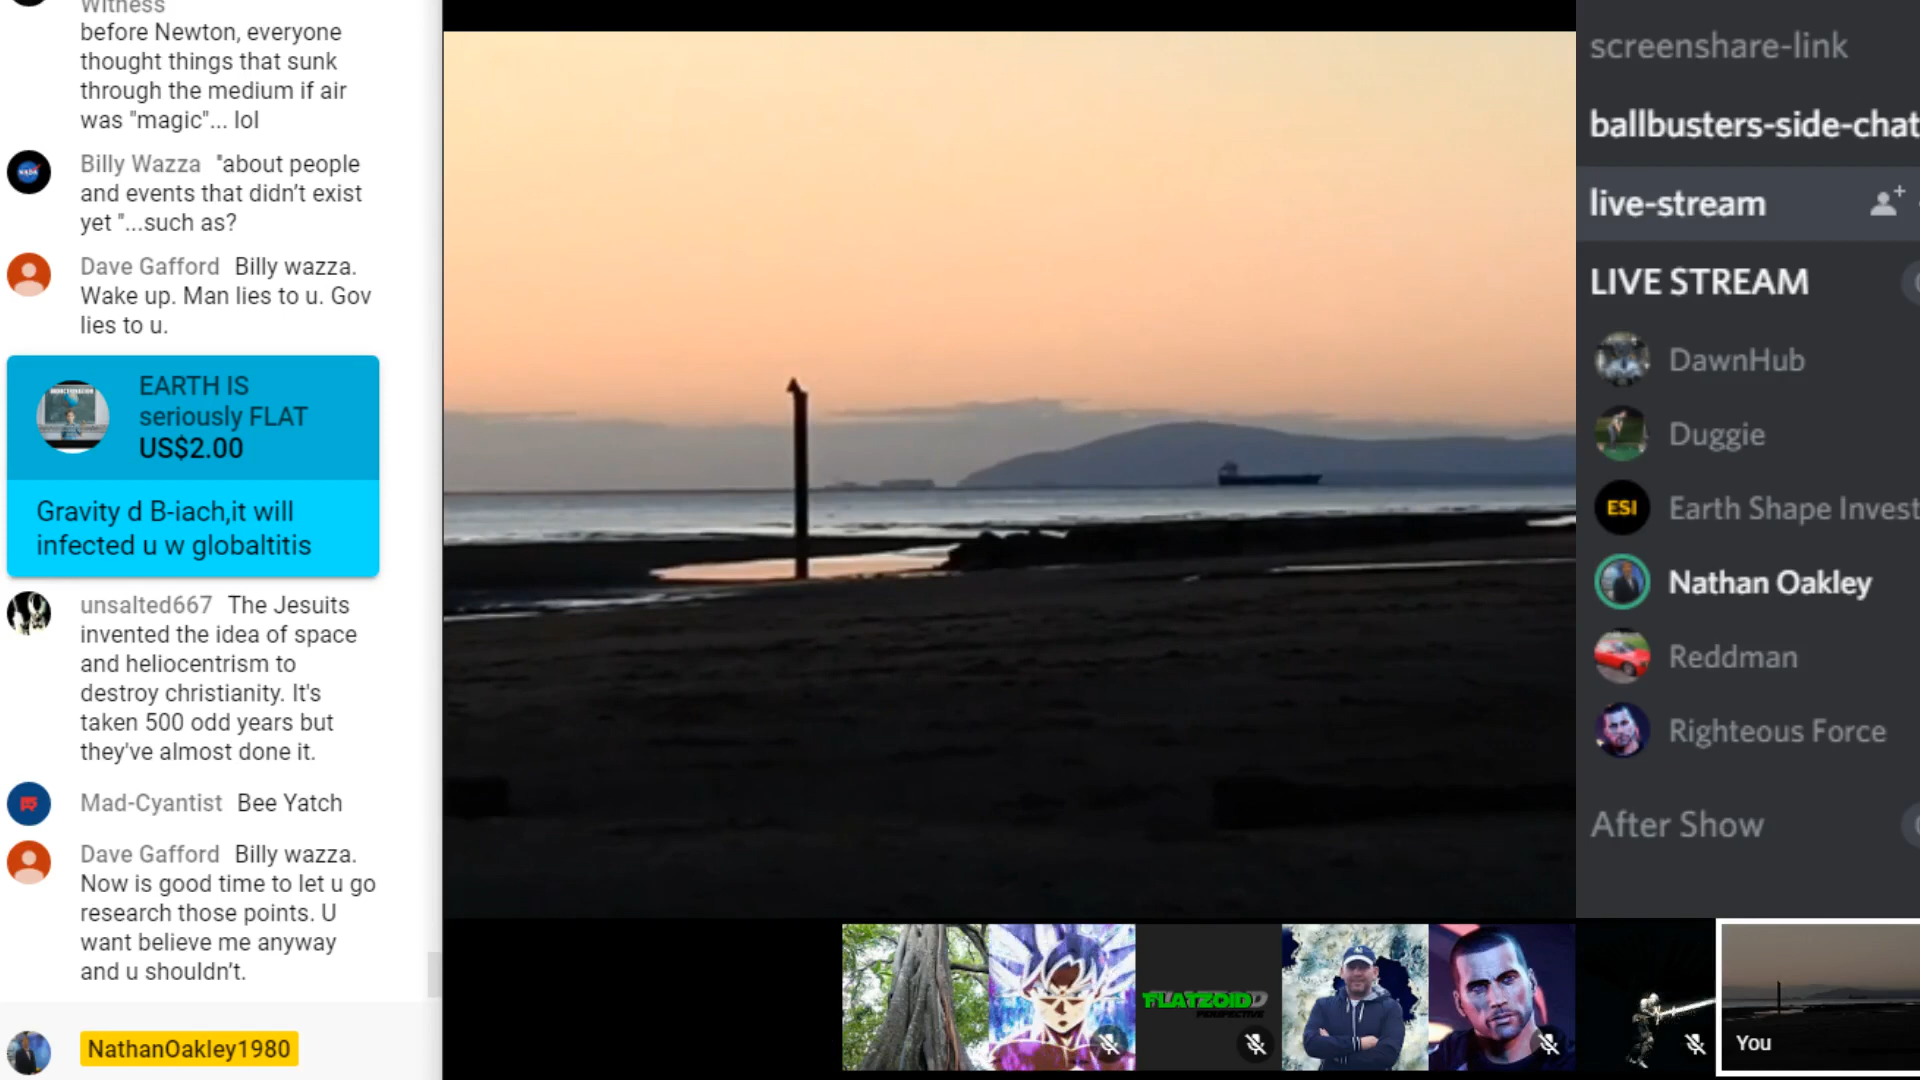 Witness
before Newton, everyone
thought things that sunk
through the medium if air
was "magic"... lol
Billy Wazza "about people
and events that didn’t exist
yet "...such as?
Dave Gafford Billy wazza.
Wake up. Man lies to u. Gov
lies to u.
EARTH IS
seriously FLAT
US$2.00
Gravity d B-iach,it will
infected u w globaltitis
unsalted667 The Jesuits
invented the idea of space
and heliocentrism to
destroy christianity. It's
taken 500 odd years but
they've almost done it.
Mad-Cyantist Bee Yatch
Dave Gafford Billy wazza.
Now is good time to let u go
research those points. U
want believe me anyway
and u shouldn’t.
NathanOakley1980
FLATZOID
PERSPECTIVE
You
screenshare-link
ballbusters-side-chat
live-stream
LIVE STREAM
DawnHub
Duggie
ESI
Earth Shape Invest
Nathan Oakley
Reddman
Righteous Force
After Show